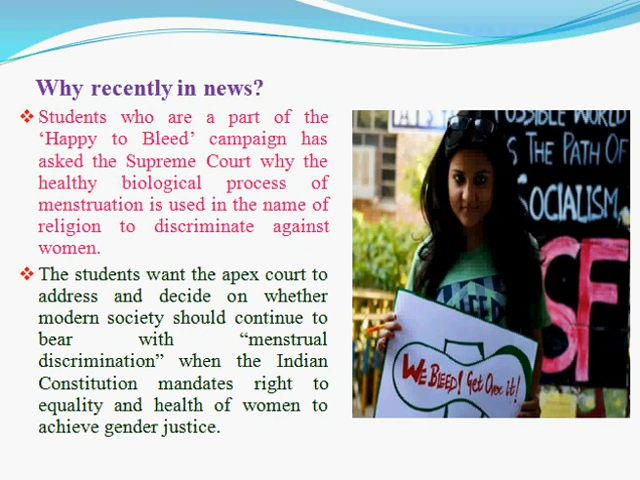 Why recently in news?
Students who are a part of the
‘Happy to Bleed’ campaign has
asked the Supreme Court why the
healthy biological process of
menstruation is used in the name of
religion to discriminate against
women.
The students want the apex court to
address and decide on whether
modern society should continue to
bear with “menstrual
discrimination” when the Indian
Constitution mandates right to
equality and health of women to
achieve gender justice.
POSSIBLE WORLD
THE PATH OF
SOCIALISM,
SF
WE BLEED! Get Over it!